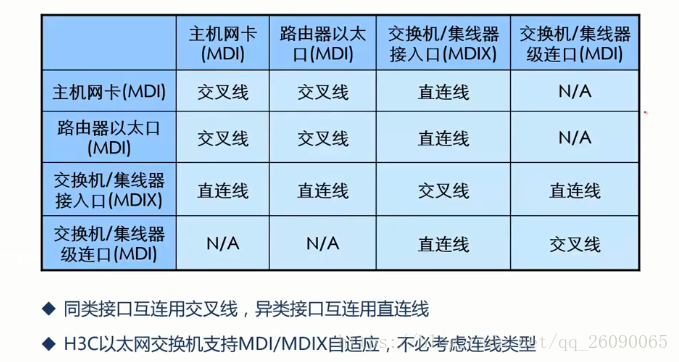 主机网卡(MDI) 路由器以太口(MDI) 交换机/集线器接入口(MDIX) 交换机/集线器级连口(MDI)
主机网卡(MDI) 交叉线 交叉线 直连线 N/A
路由器以太口(MDI) 交叉线 交叉线 直连线 N/A
交换机/集线器接入口(MDIX) 直连线 直连线 交叉线 直连线
交换机/集线器级连口(MDI) N/A N/A 直连线 交叉线
◆ 同类接口互连用交叉线，异类接口互连用直连线
◆ H3C以太网交换机支持MDI/MDIX自适应，不必考虑连线类型
qq_26090065